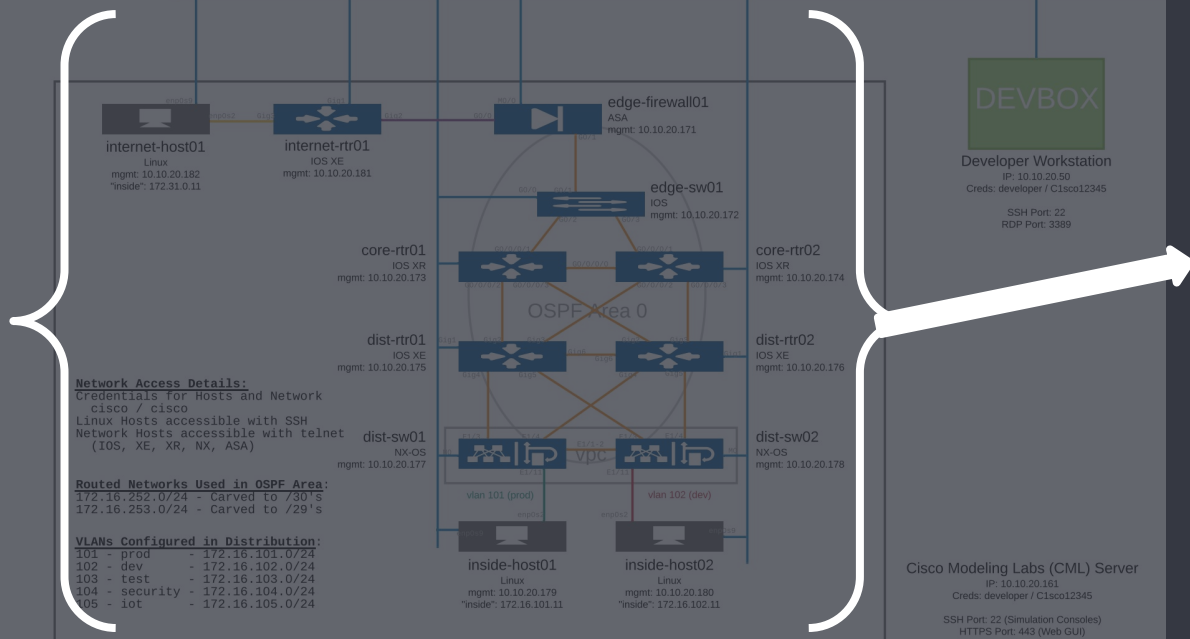 DEVBOX
Developer Workstation
IP: 10.10.20.50
Creds: developer / C1sco12345
SSH Port: 22
RDP Port: 3389
internet-host01
Linux
mgmt: 10.10.20.182
"inside": 172.31.0.11
internet-rtr01
IOS XE
mgmt: 10.10.20.181
edge-firewall01
ASA
mgmt: 10.10.20.171
edge-sw01
IOS
mgmt: 10.10.20.172
core-rtr01
IOS XR
mgmt: 10.10.20.173
core-rtr02
IOS XR
mgmt: 10.10.20.174
OSPF Area 0
dist-rtr01
IOS XE
mgmt: 10.10.20.175
dist-rtr02
IOS XE
mgmt: 10.10.20.176
dist-sw01
NX-OS
mgmt: 10.10.20.177
vpc
dist-sw02
NX-OS
mgmt: 10.10.20.178
vlan 101 (prod)
vlan 102 (dev)
inside-host01
Linux
mgmt: 10.10.20.179
"inside": 172.16.101.11
inside-host02
Linux
mgmt: 10.10.20.180
"inside": 172.16.102.11
Network Access Details:
Credentials for Hosts and Network
cisco / cisco
Linux Hosts accessible with SSH
Network Hosts accessible with telnet
(IOS, XE, XR, NX, ASA)
Routed Networks Used in OSPF Area:
172.16.252.0/24 - Carved to /30's
172.16.253.0/24 - Carved to /29's
VLANs Configured in Distribution:
101 - prod - 172.16.101.0/24
102 - dev - 172.16.102.0/24
103 - test - 172.16.103.0/24
104 - security - 172.16.104.0/24
105 - iot - 172.16.105.0/24
Cisco Modeling Labs (CML) Server
IP: 10.10.20.161
Creds: developer / C1sco12345
SSH Port: 22 (Simulation Consoles)
HTTPS Port: 443 (Web GUI)